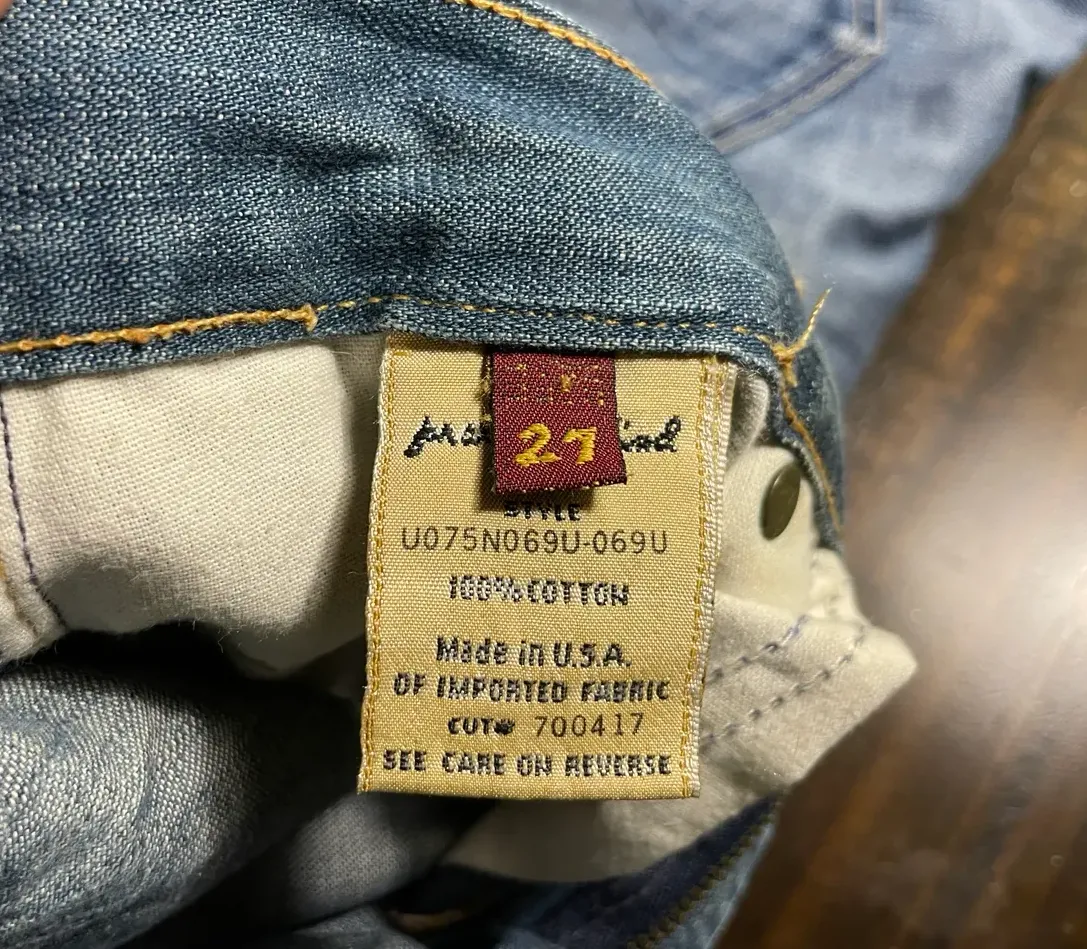 27
STYLE
U075N069U-069U
100% COTTON
Made in U.S.A.
OF IMPORTED FABRIC
CUT# 700417
SEE CARE ON REVERSE